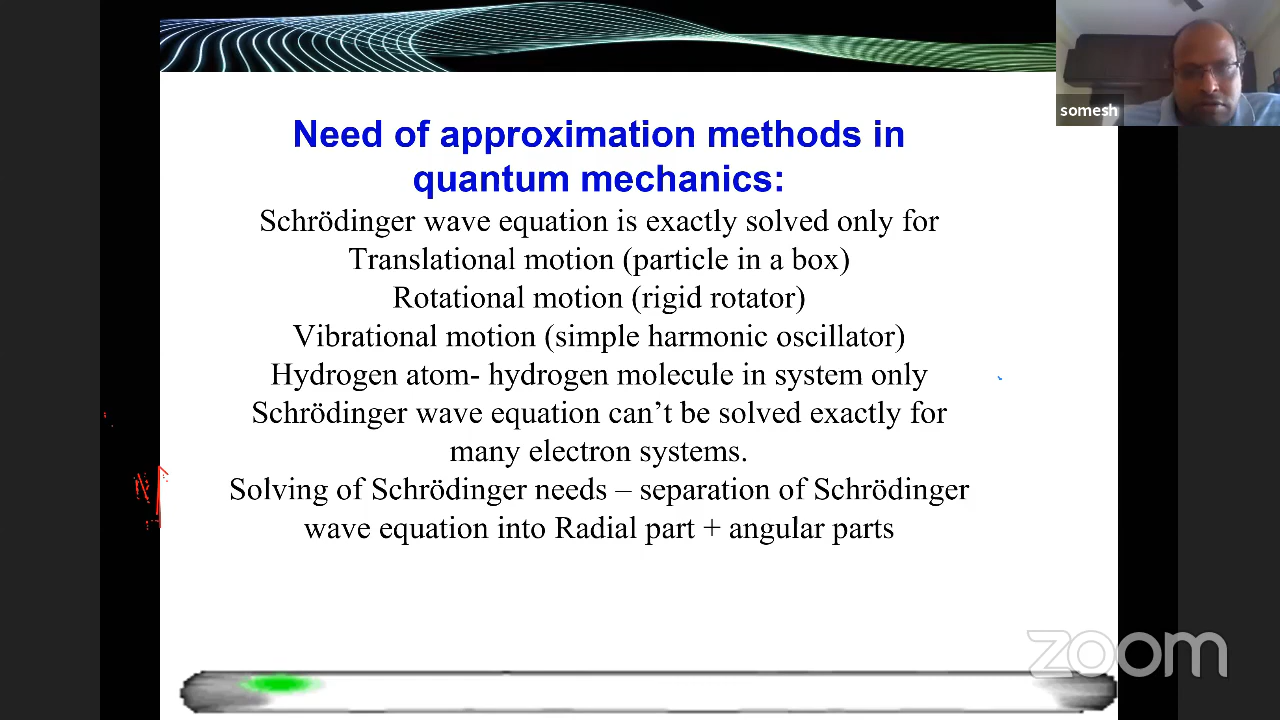 somesh
Need of approximation methods in
quantum mechanics:
Schrödinger wave equation is exactly solved only for
Translational motion (particle in a box)
Rotational motion (rigid rotator)
Vibrational motion (simple harmonic oscillator)
Hydrogen atom- hydrogen molecule in system only
Schrödinger wave equation can’t be solved exactly for
many electron systems.
Solving of Schrödinger needs – separation of Schrödinger
wave equation into Radial part + angular parts
zoom